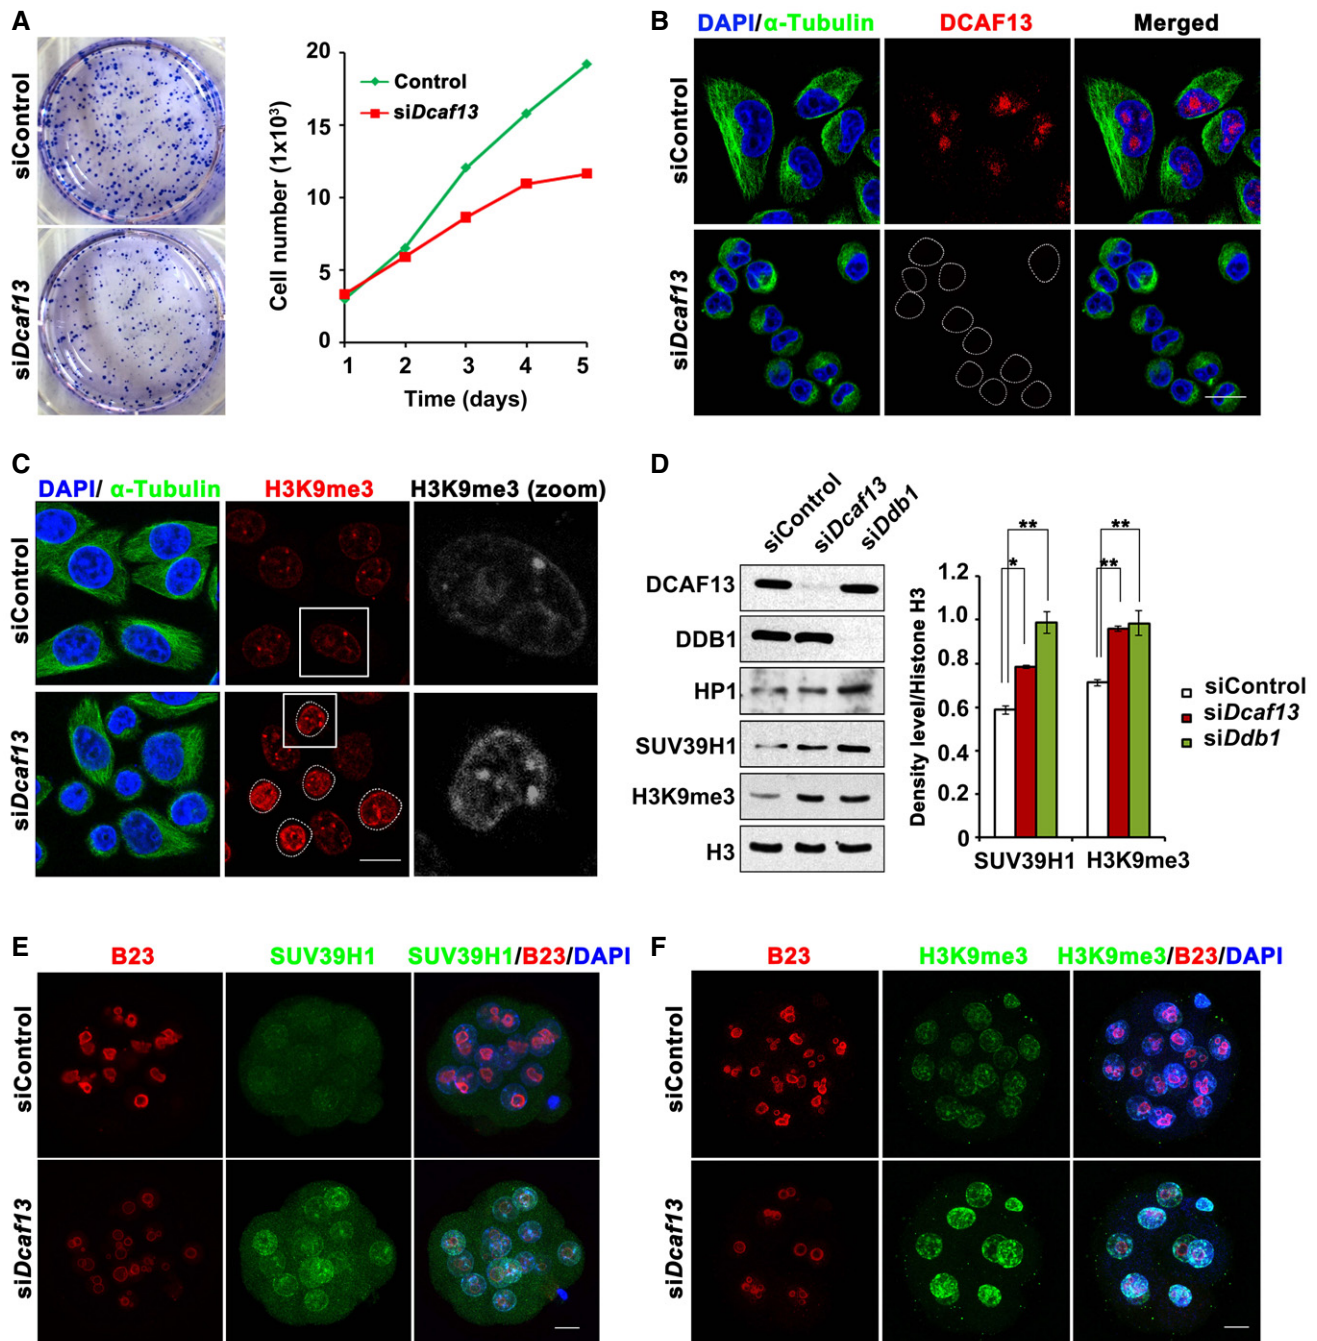 A
siControl
siDcaf13
Cell number (1x10³)
20
15
10
5
0
Control
siDcaf13
1 2 3 4 5
Time (days)
B
DAPI/α-Tubulin DCAF13 Merged
siControl
siDcaf13
C
DAPI/ α-Tubulin H3K9me3 H3K9me3 (zoom)
siControl
siDcaf13
D
siControl
siDcaf13
siDdb1
DCAF13
DDB1
HP1
SUV39H1
H3K9me3
H3
Density level/Histone H3
1.2
1.0
0.8
0.6
0.4
0.2
0
** **
* **
SUV39H1 H3K9me3
siControl
siDcaf13
siDdb1
E
B23 SUV39H1 SUV39H1/B23/DAPI
siControl
siDcaf13
F
B23 H3K9me3 H3K9me3/B23/DAPI
siControl
siDcaf13